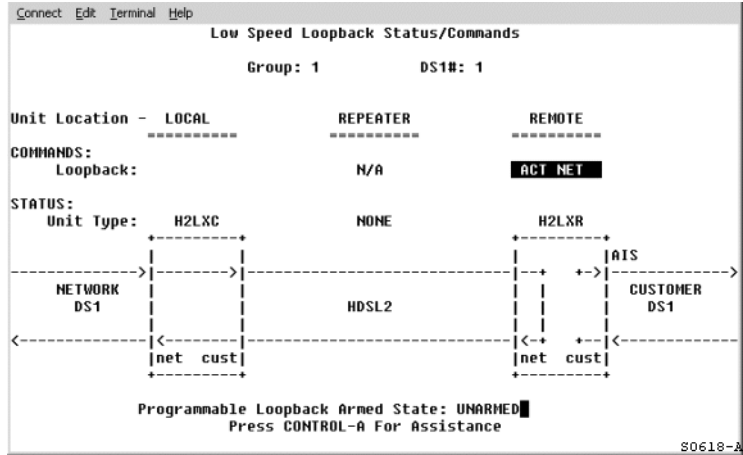 Connect Edit Terminal Help
Low Speed Loopback Status/Commands
Group: 1 DS1#: 1
Unit Location - LOCAL REPEATER REMOTE
========== ========== ==========
COMMANDS:
Loopback: N/A ACT NET
STATUS:
Unit Type: H2LXC NONE H2LXR
+----------+ +----------+
| | | |AIS
--------------->|--------->|------------------------------|--+ +->|------------->
NETWORK | | | | | | CUSTOMER
DS1 | | HDSL2 | | | | DS1
| | | | | |
<---------------|<---------|------------------------------|<-+ +--|<-------------
|net cust| |net cust|
+----------+ +----------+
Programmable Loopback Armed State: UNARMED
Press CONTROL-A For Assistance
S0618-A